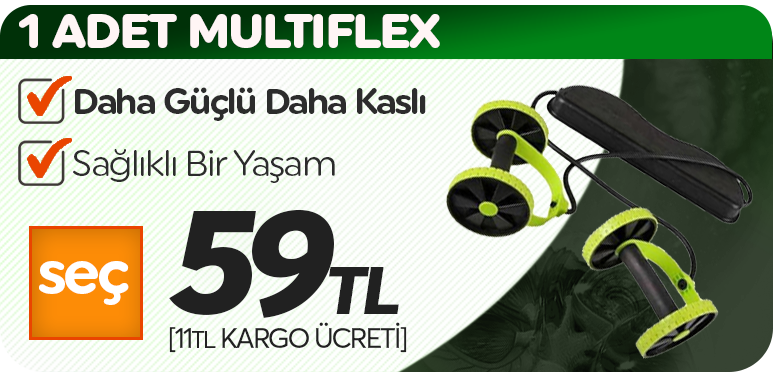 1 ADET MULTIFLEX
Daha Güçlü Daha Kaslı
Sağlıklı Bir Yaşam
seç
59TL
[11TL KARGO ÜCRETİ]